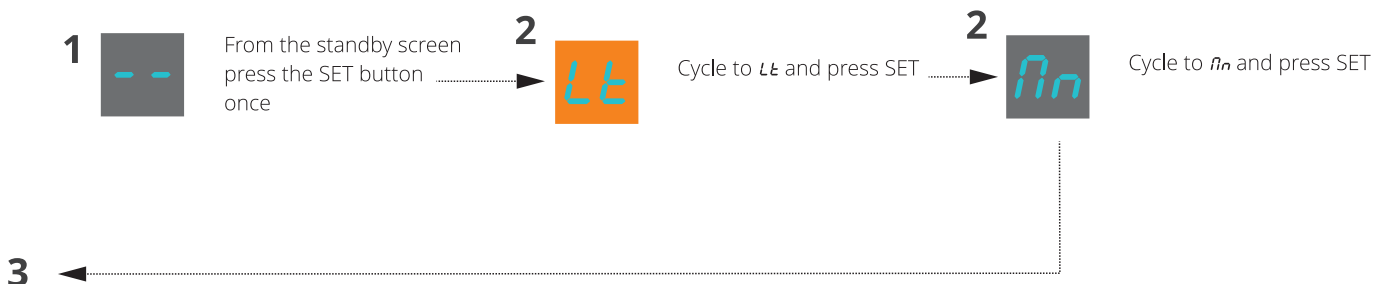 1
--
From the standby screen
press the SET button
once
2
Lt
Cycle to Lt and press SET
2
Mn
Cycle to Mn and press SET
3